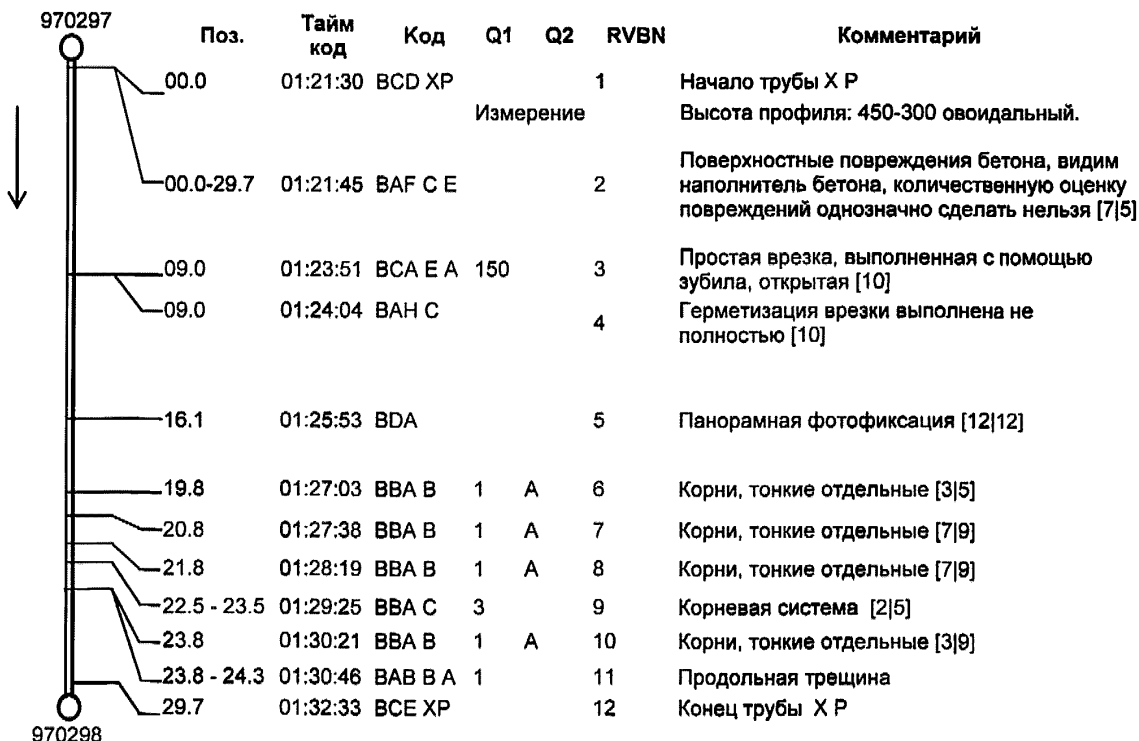 970297
Поз. Тайм код Код Q1 Q2 RVBN Комментарий
00.0 01:21:30 BCD XP 1 Начало трубы Х Р
Измерение Высота профиля: 450-300 овоидальный.
00.0-29.7 01:21:45 BAF C E 2 Поверхностные повреждения бетона, видим
наполнитель бетона, количественную оценку
повреждений однозначно сделать нельзя [7|5]
09.0 01:23:51 BCA E A 150 3 Простая врезка, выполненная с помощью
зубила, открытая [10]
09.0 01:24:04 BAH C 4 Герметизация врезки выполнена не
полностью [10]
16.1 01:25:53 BDA 5 Панорамная фотофиксация [12|12]
19.8 01:27:03 BBA B 1 A 6 Корни, тонкие отдельные [3|5]
20.8 01:27:38 BBA B 1 A 7 Корни, тонкие отдельные [7|9]
21.8 01:28:19 BBA B 1 A 8 Корни, тонкие отдельные [7|9]
22.5 - 23.5 01:29:25 BBA C 3 9 Корневая система [2|5]
23.8 01:30:21 BBA B 1 A 10 Корни, тонкие отдельные [3|9]
23.8 - 24.3 01:30:46 BAB B A 1 11 Продольная трещина
29.7 01:32:33 BCE XP 12 Конец трубы Х Р
970298